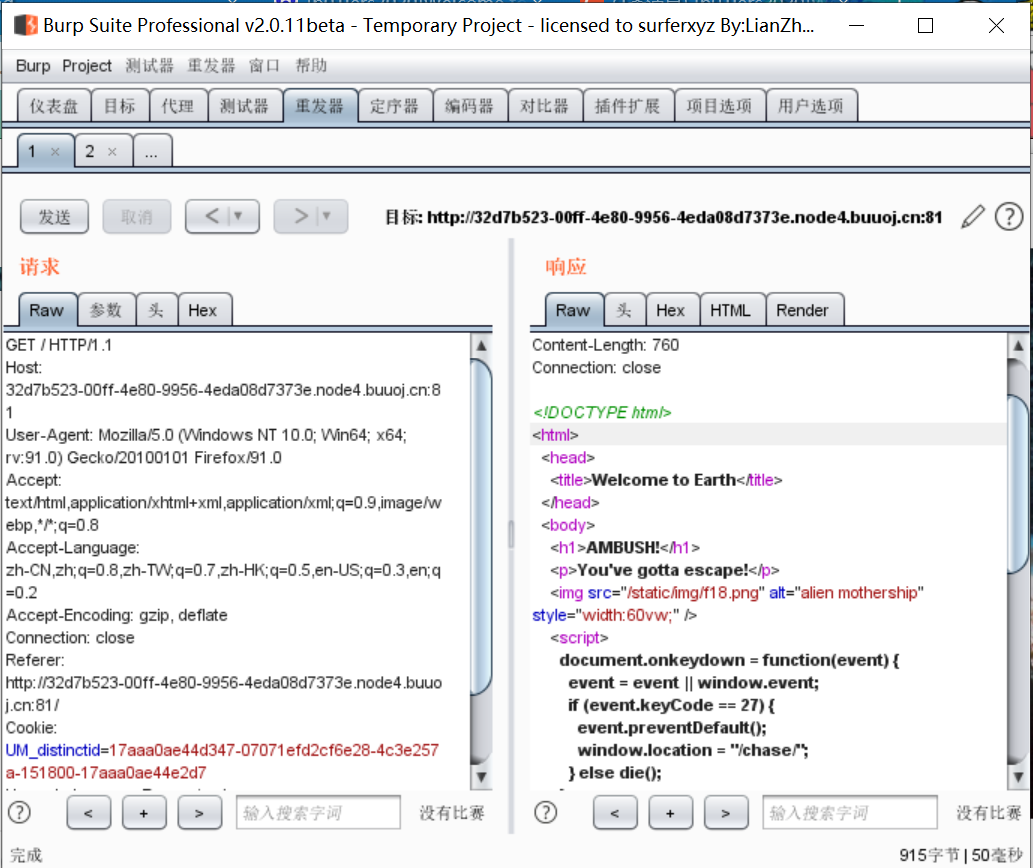 Burp Suite Professional v2.0.11beta - Temporary Project - licensed to surferxyz By:LianZh...
Burp Project 测试器 重发器 窗口 帮助
仪表盘 目标 代理 测试器 重发器 定序器 编码器 对比器 插件扩展 项目选项 用户选项
1 × 2 × ...
发送 取消 < ▼ > ▼ 目标: http://32d7b523-00ff-4e80-9956-4eda08d7373e.node4.buuoj.cn:81 ?
请求
Raw 参数 头 Hex
GET / HTTP/1.1
Host:
32d7b523-00ff-4e80-9956-4eda08d7373e.node4.buuoj.cn:8
1
User-Agent: Mozilla/5.0 (Windows NT 10.0; Win64; x64;
rv:91.0) Gecko/20100101 Firefox/91.0
Accept:
text/html,application/xhtml+xml,application/xml;q=0.9,image/w
ebp,*/*;q=0.8
Accept-Language:
zh-CN,zh;q=0.8,zh-TW;q=0.7,zh-HK;q=0.5,en-US;q=0.3,en;q
=0.2
Accept-Encoding: gzip, deflate
Connection: close
Referer:
http://32d7b523-00ff-4e80-9956-4eda08d7373e.node4.buuo
j.cn:81/
Cookie:
UM_distinctid=17aaa0ae44d347-07071efd2cf6e28-4c3e257
a-151800-17aaa0ae44e2d7
? < + > 输入搜索字词 没有比赛
响应
Raw 头 Hex HTML Render
Content-Length: 760
Connection: close
<!DOCTYPE html>
<html>
<head>
<title>Welcome to Earth</title>
</head>
<body>
<h1>AMBUSH!</h1>
<p>You've gotta escape!</p>
<img src="/static/img/f18.png" alt="alien mothership"
style="width:60vw;" />
<script>
document.onkeydown = function(event) {
event = event || window.event;
if (event.keyCode == 27) {
event.preventDefault();
window.location = "/chase/";
} else die();
? < + > 输入搜索字词 没有比赛
完成 915字节 | 50毫秒